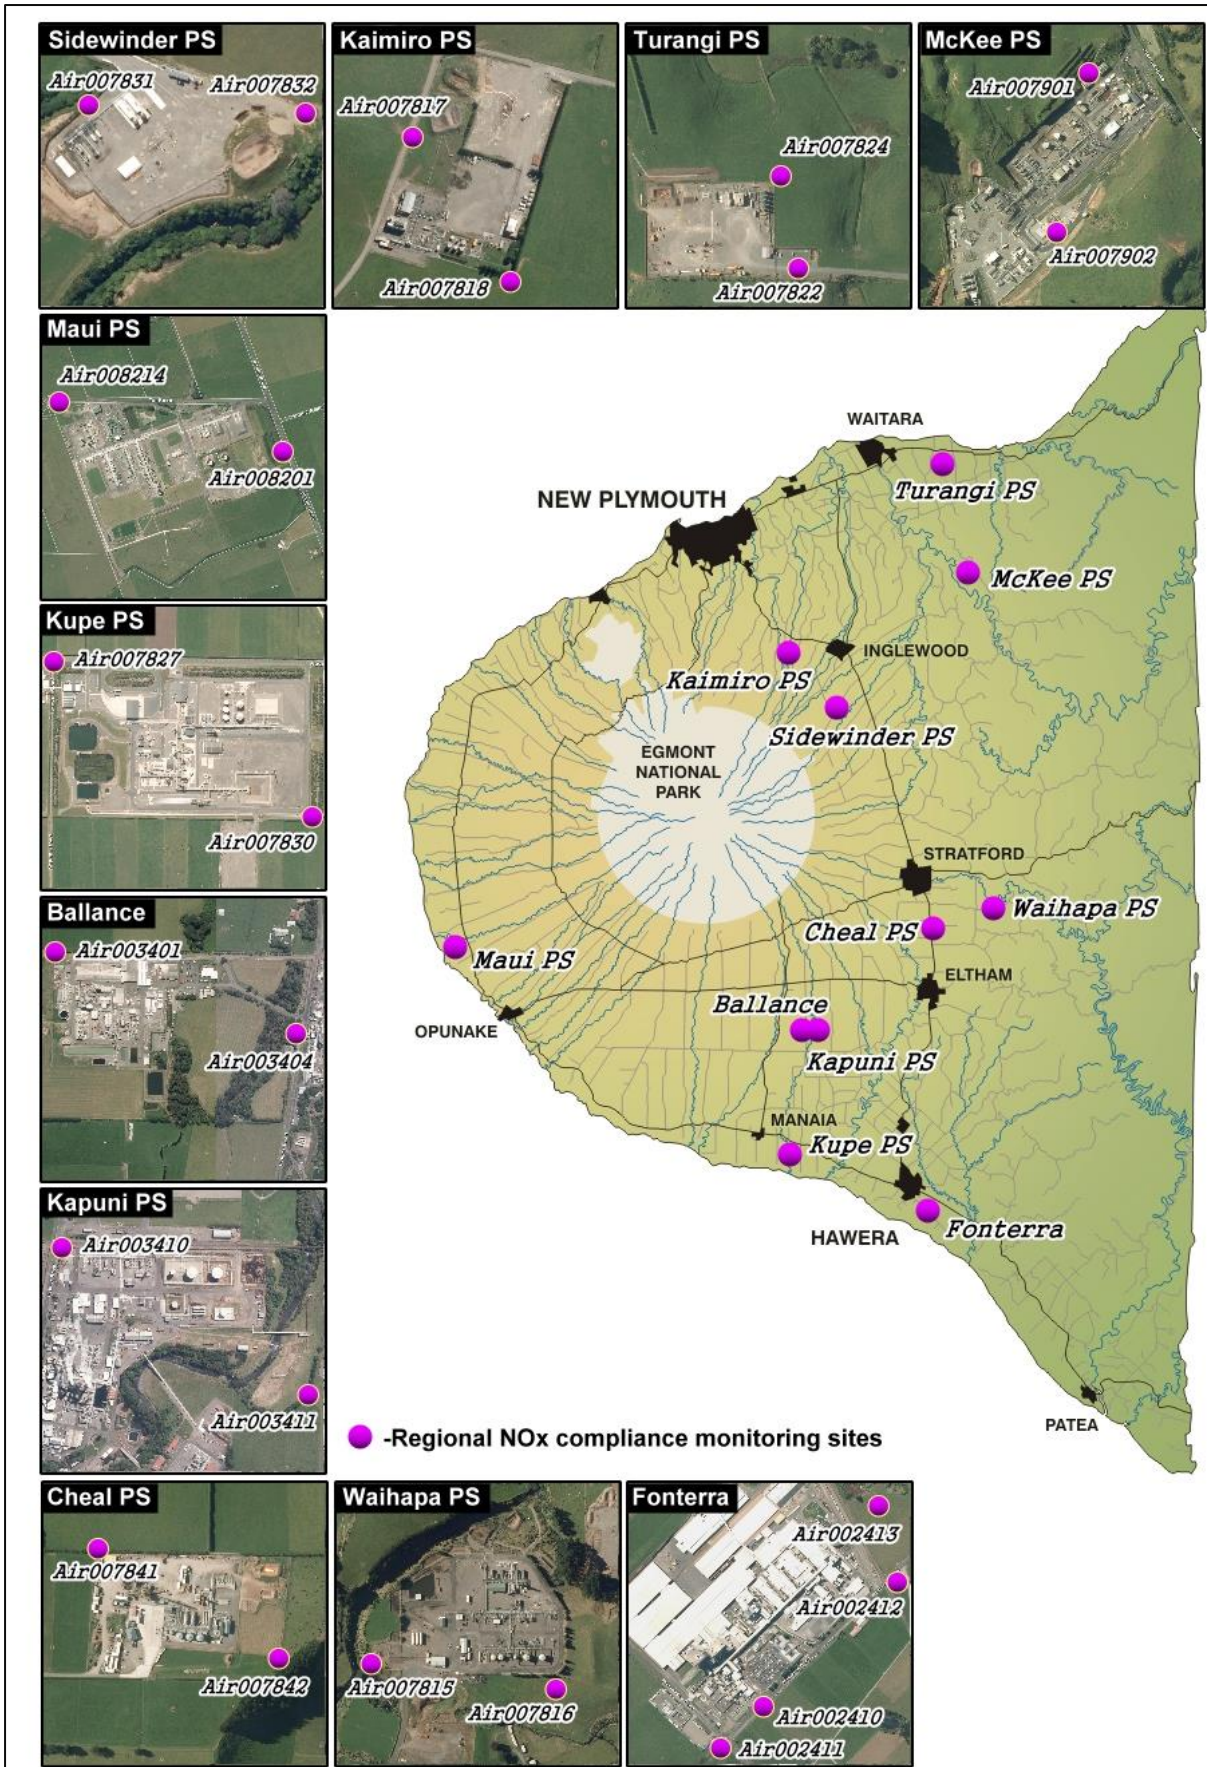 Sidewinder PS
Air007831
Air007832
Kaimiro PS
Air007817
Air007818
Turangi PS
Air007824
Air007822
McKee PS
Air007901
Air007902
Maui PS
Air008214
Air008201
Kupe PS
Air007827
Air007830
Ballance
Air003401
Air003404
Kapuni PS
Air003410
Air003411
WAITARA
Turangi PS
NEW PLYMOUTH
McKee PS
INGLEWOOD
Kaimiro PS
Sidewinder PS
EGMONT
NATIONAL
PARK
STRATFORD
Waihapa PS
Cheal PS
Maui PS
ELTHAM
Ballance
OPUNAKE
Kapuni PS
MANAIA
Kupe PS
HAWERA
Fonterra
PATEA
-Regional NOx compliance monitoring sites
Cheal PS
Air007841
Air007842
Waihapa PS
Air007815
Air007816
Fonterra
Air002413
Air002412
Air002410
Air002411